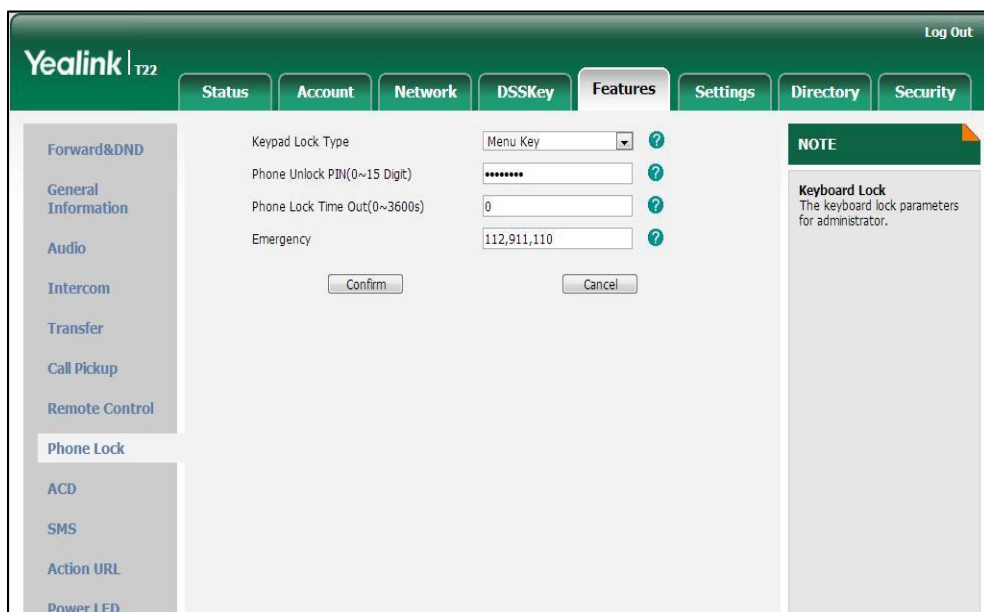 Log Out
Yealink T22
Status Account Network DSSKey Features Settings Directory Security
Forward&DND
General
Information
Audio
Intercom
Transfer
Call Pickup
Remote Control
Phone Lock
ACD
SMS
Action URL
Power LED
Keypad Lock Type Menu Key ?
Phone Unlock PIN(0~15 Digit) •••••••• ?
Phone Lock Time Out(0~3600s) 0 ?
Emergency 112,911,110 ?
Confirm Cancel
NOTE
Keyboard Lock
The keyboard lock parameters
for administrator.